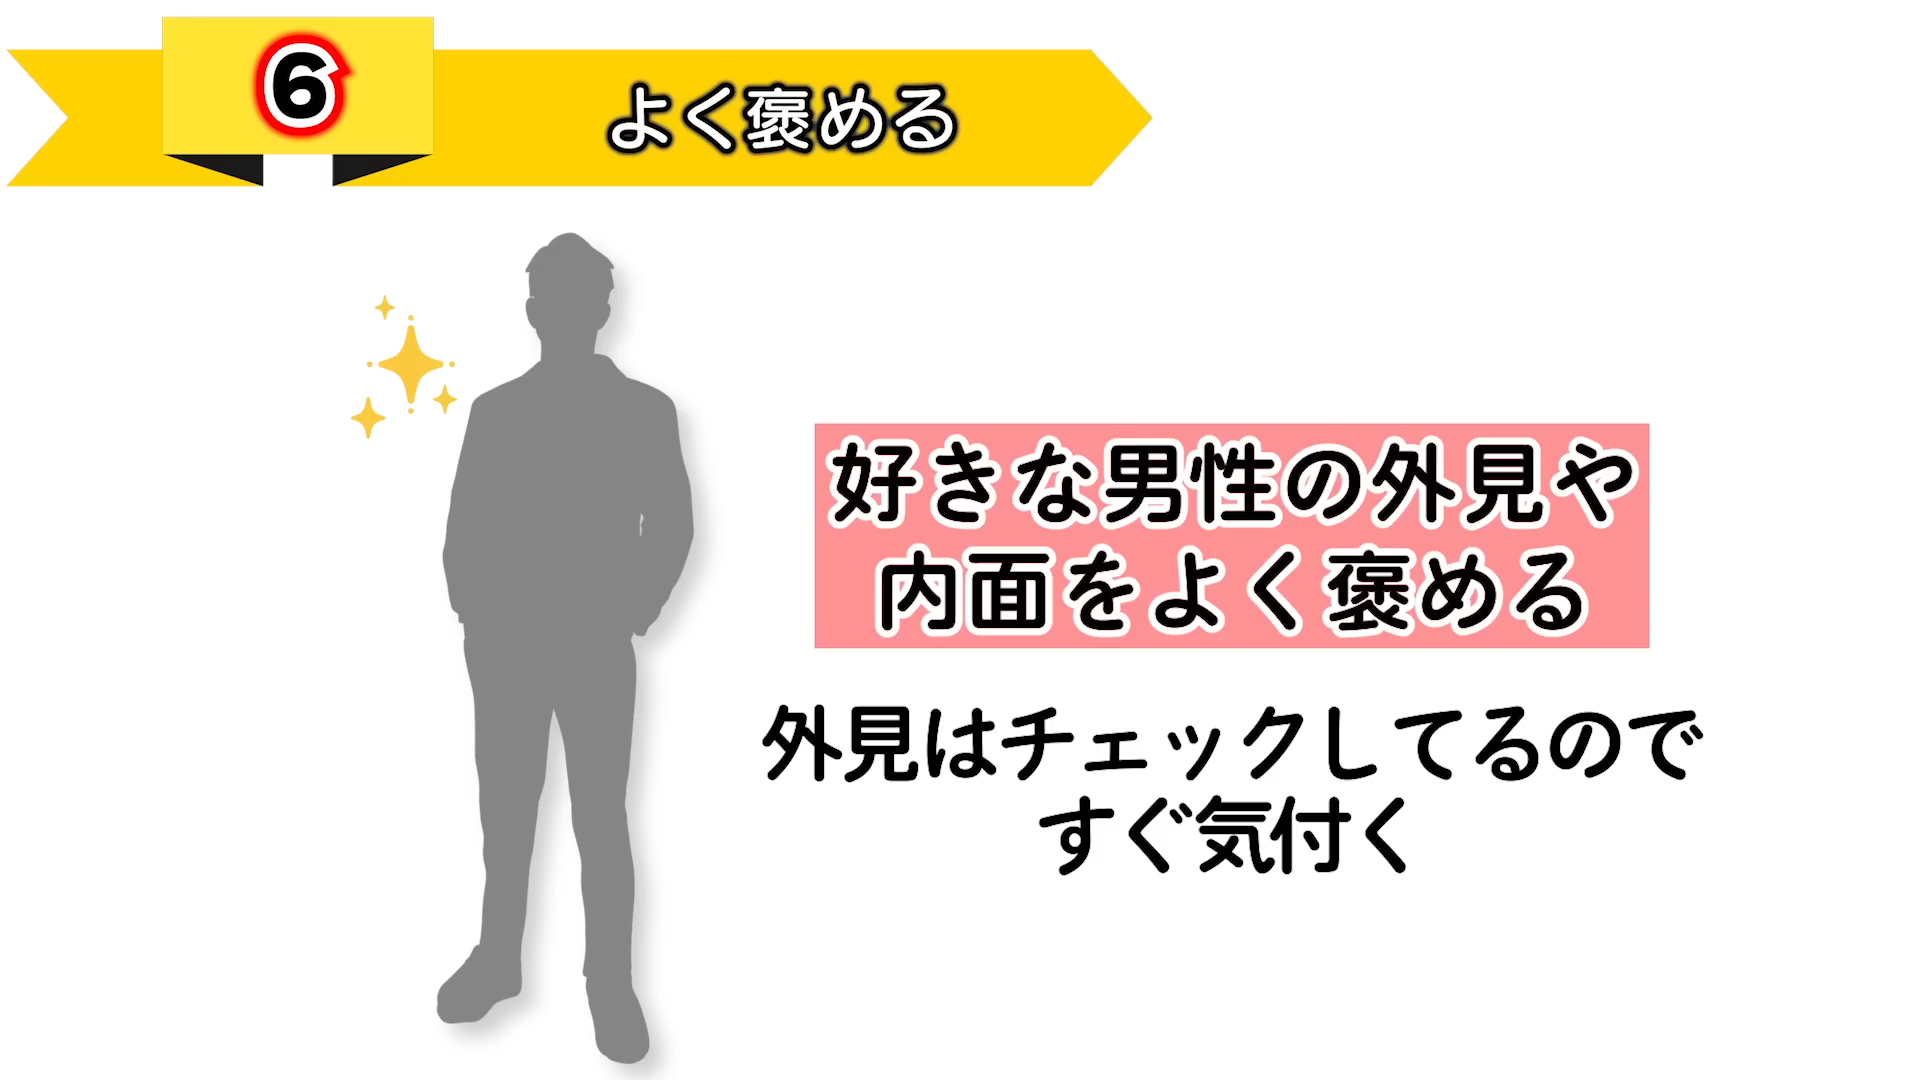 6
よく褒める
好きな男性の外見や
内面をよく褒める
外見はチェックしてるので
すぐ気付く